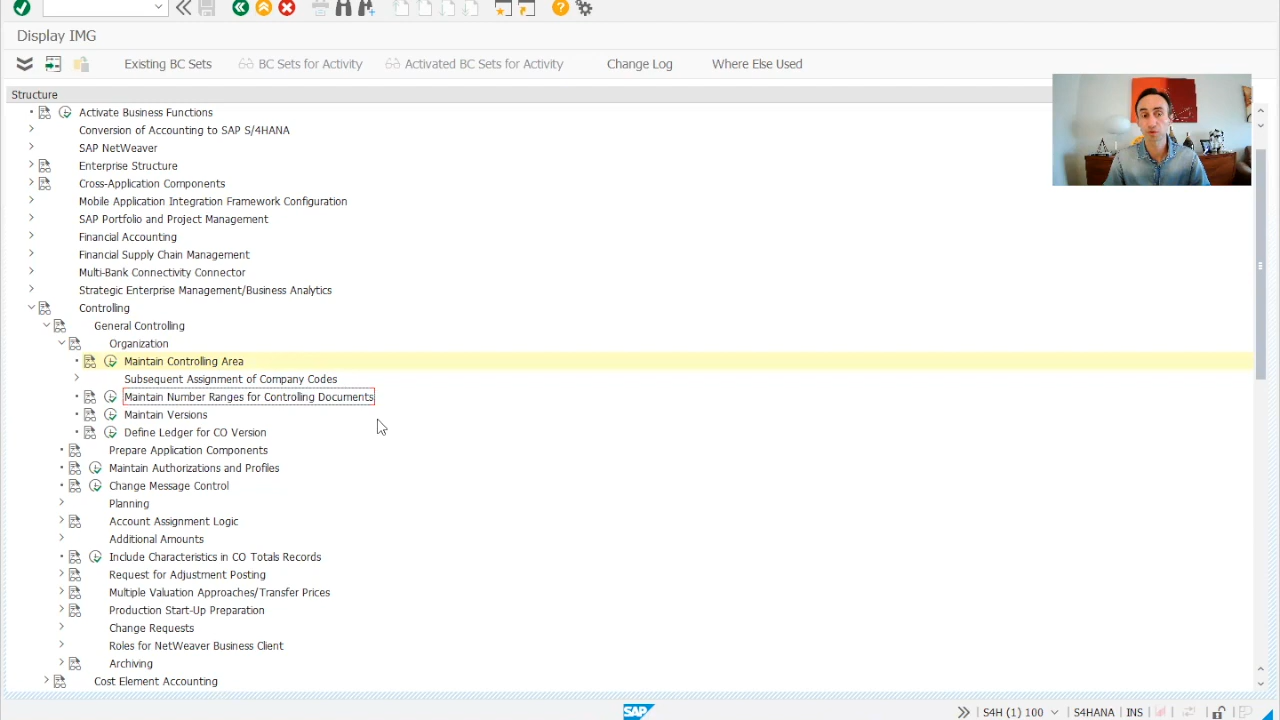 Display IMG
Existing BC Sets
BC Sets for Activity
Activated BC Sets for Activity
Change Log
Where Else Used
Structure
Activate Business Functions
Conversion of Accounting to SAP S/4HANA
SAP NetWeaver
Enterprise Structure
Cross-Application Components
Mobile Application Integration Framework Configuration
SAP Portfolio and Project Management
Financial Accounting
Financial Supply Chain Management
Multi-Bank Connectivity Connector
Strategic Enterprise Management/Business Analytics
Controlling
General Controlling
Organization
Maintain Controlling Area
Subsequent Assignment of Company Codes
Maintain Number Ranges for Controlling Documents
Maintain Versions
Define Ledger for CO Version
Prepare Application Components
Maintain Authorizations and Profiles
Change Message Control
Planning
Account Assignment Logic
Additional Amounts
Include Characteristics in CO Totals Records
Request for Adjustment Posting
Multiple Valuation Approaches/Transfer Prices
Production Start-Up Preparation
Change Requests
Roles for NetWeaver Business Client
Archiving
Cost Element Accounting
SAP
S4H (1) 100
S4HANA
INS